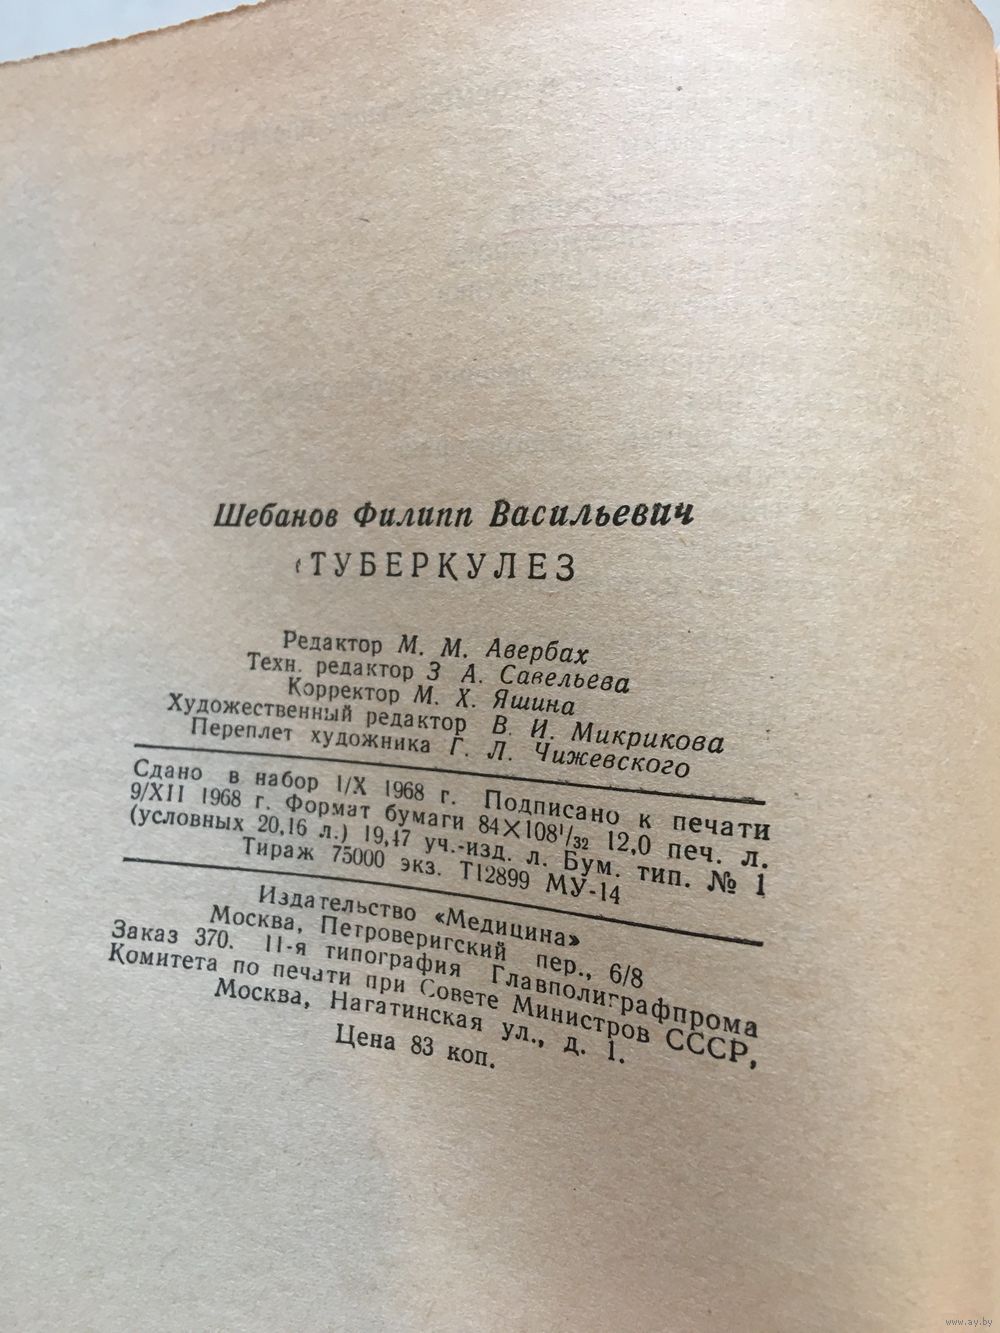 Шебанов Филипп Васильевич
ТУБЕРКУЛЕЗ
Редактор М. М. Авербах
Техн. редактор З А. Савельева
Корректор М. Х. Яшина
Художественный редактор В. И. Микрикова
Переплет художника Г. Л. Чижевского
Сдано в набор 1/X 1968 г. Подписано к печати
9/XII 1968 г. Формат бумаги 84×108¹/₃₂ 12,0 печ. л.
(условных 20,16 л.) 19,47 уч.-изд. л. Бум. тип. № 1
Тираж 75000 экз. Т12899 МУ-14
Издательство «Медицина»
Москва, Петроверигский пер., 6/8
Заказ 370. 11-я типография Главполиграфпрома
Комитета по печати при Совете Министров СССР,
Москва, Нагатинская ул., д. 1.
Цена 83 коп.
www.ay.by